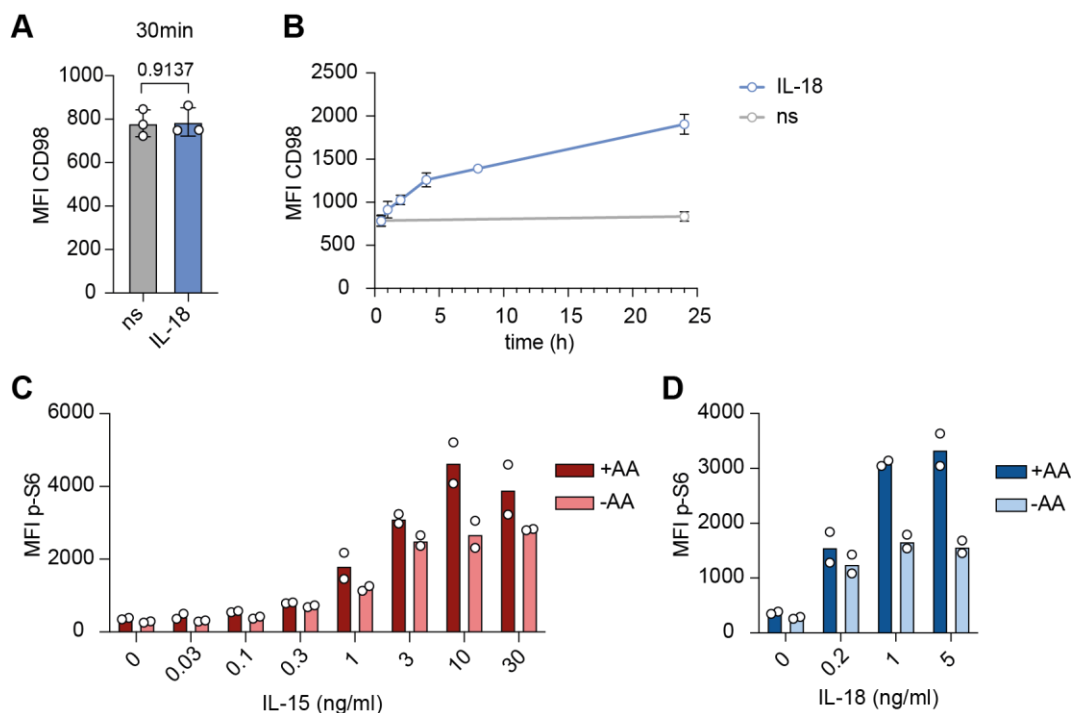 A
30min
0.9137
1000
800
600
400
200
0
MFI CD98
ns
IL-18
B
2500
2000
1500
1000
500
0
MFI CD98
0
5
10
15
20
25
time (h)
IL-18
ns
C
6000
4000
2000
0
MFI p-S6
0
0.03
0.1
0.3
1
3
10
30
IL-15 (ng/ml)
+AA
-AA
D
4000
3000
2000
1000
0
MFI p-S6
0
0.2
1
5
IL-18 (ng/ml)
+AA
-AA